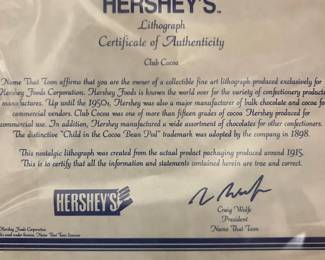 HERSHEY'S™
Lithograph
Certificate of Authenticity
Club Cocoa
Name That Toon affirms that you are the owner of a collectible fine art lithograph produced exclusively for
Hershey Foods Corporation. Hershey Foods is known the world over for the variety of confectionery products
manufactures. Up until the 1950s, Hershey was also a major manufacturer of bulk chocolate and cocoa for
commercial vendors. Club Cocoa was one of more than fifteen grades of cocoa Hershey produced for
commercial use. In addition, Hershey manufactured a wide assortment of chocolates for other confectioners.
The distinctive "Child in the Cocoa Bean Pod" trademark was adopted by the company in 1898.
This nostalgic lithograph was created from the actual product packaging produced around 1915.
This is to certify that all the information and statements contained herein are true and correct.
HERSHEY'S
Craig Wolfe
President
Name That Toon
Hershey Foods Corporation
Name That Toon licensee